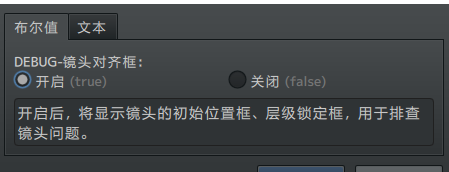 布尔值 文本
DEBUG-镜头对齐框：
开启 (true) 关闭 (false)
开启后，将显示镜头的初始位置框、层级锁定框，用于排查
镜头问题。